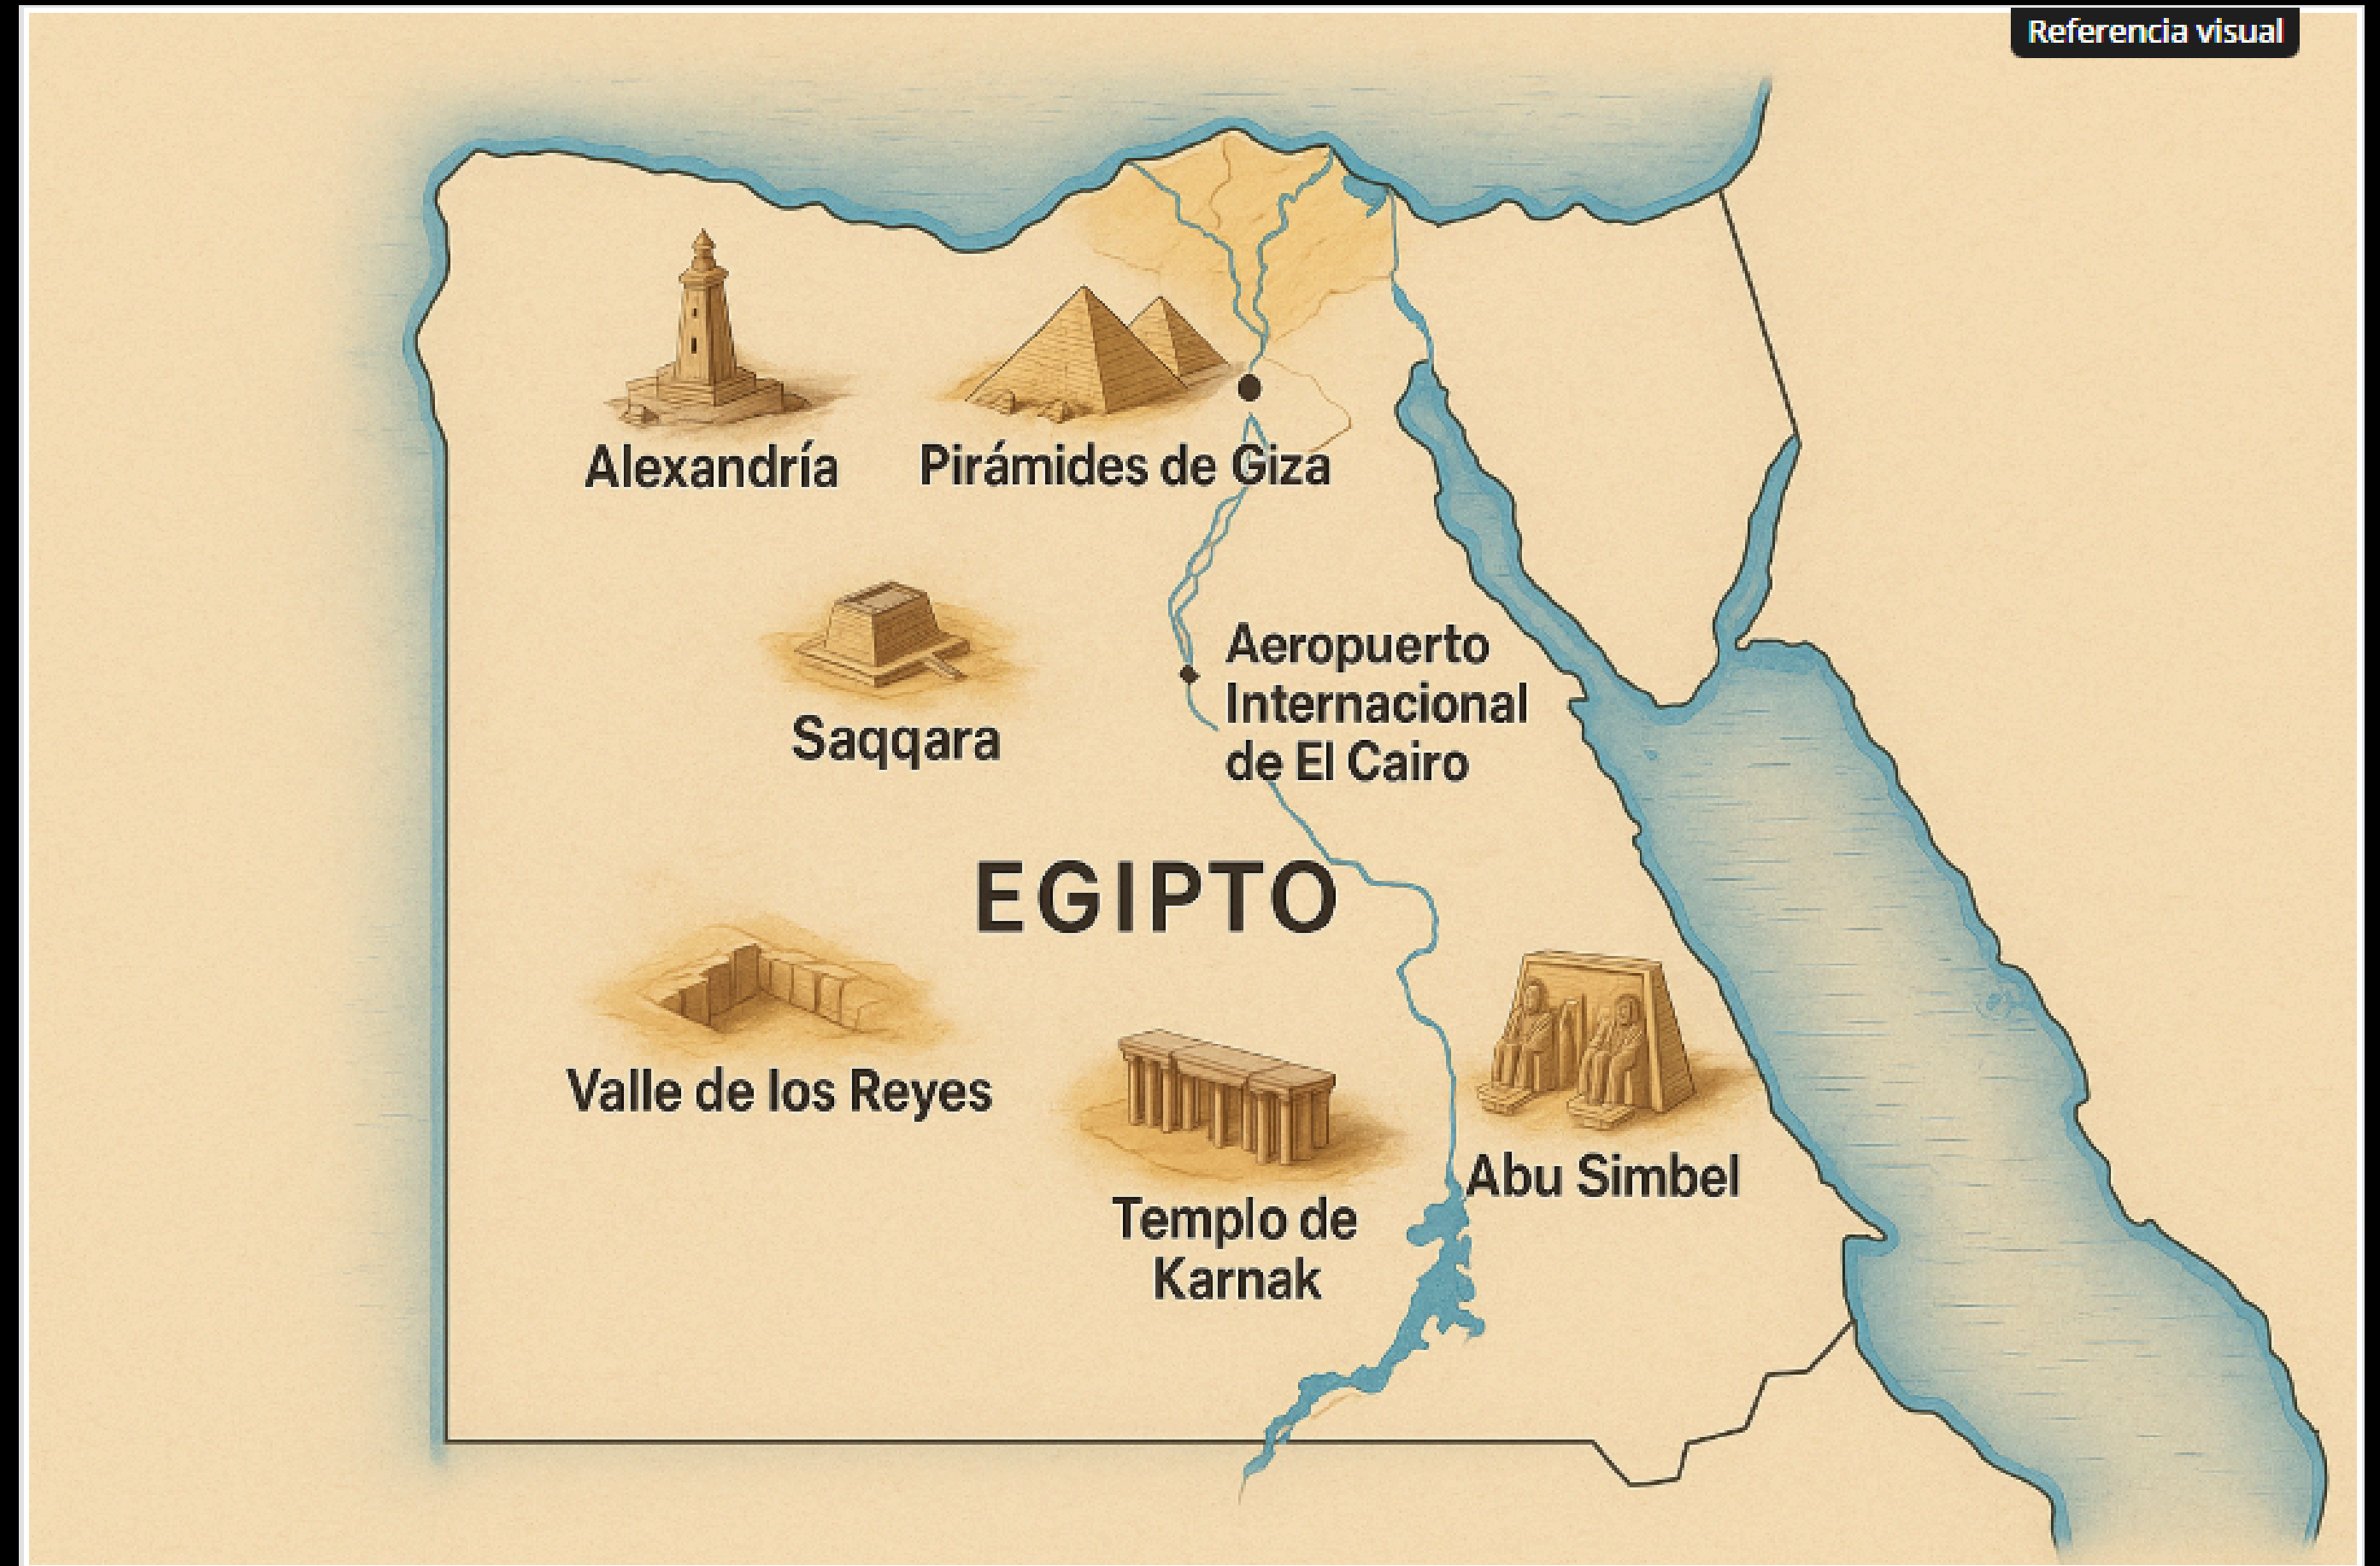 Referencia visual
Alexandría
Pirámides de Giza
Saqqara
Aeropuerto
Internacional
de El Cairo
EGIPTO
Valle de los Reyes
Templo de
Karnak
Abu Simbel